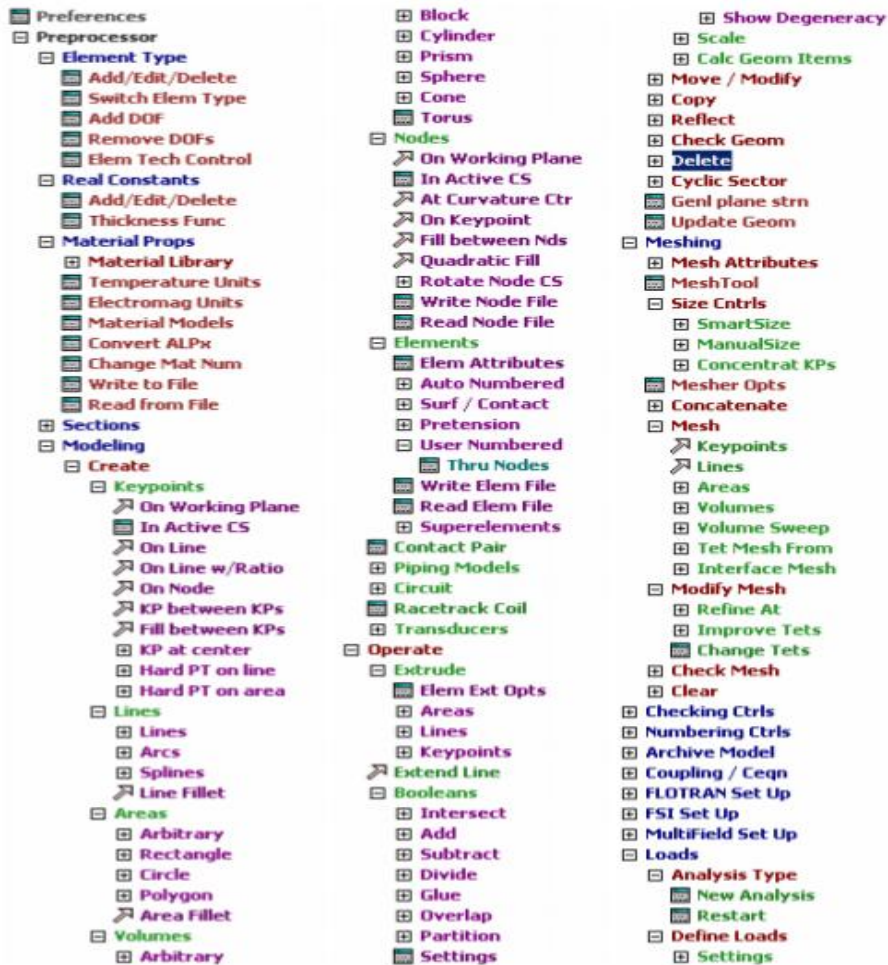 Preferences
Preprocessor
Element Type
Add/Edit/Delete
Switch Elem Type
Add DOF
Remove DOFs
Elem Tech Control
Real Constants
Add/Edit/Delete
Thickness Func
Material Props
Material Library
Temperature Units
Electromag Units
Material Models
Convert ALPx
Change Mat Num
Write to File
Read from File
Sections
Modeling
Create
Keypoints
On Working Plane
In Active CS
On Line
On Line w/Ratio
On Node
KP between KPs
Fill between KPs
KP at center
Hard PT on line
Hard PT on area
Lines
Lines
Arcs
Splines
Line Fillet
Areas
Arbitrary
Rectangle
Circle
Polygon
Area Fillet
Volumes
Arbitrary
Block
Cylinder
Prism
Sphere
Cone
Torus
Nodes
On Working Plane
In Active CS
At Curvature Ctr
On Keypoint
Fill between Nds
Quadratic Fill
Rotate Node CS
Write Node File
Read Node File
Elements
Elem Attributes
Auto Numbered
Surf / Contact
Pretension
User Numbered
Thru Nodes
Write Elem File
Read Elem File
Superelements
Contact Pair
Piping Models
Circuit
Racetrack Coil
Transducers
Operate
Extrude
Elem Ext Opts
Areas
Lines
Keypoints
Extend Line
Booleans
Intersect
Add
Subtract
Divide
Glue
Overlap
Partition
Settings
Show Degeneracy
Scale
Calc Geom Items
Move / Modify
Copy
Reflect
Check Geom
Delete
Cyclic Sector
Genl plane strn
Update Geom
Meshing
Mesh Attributes
MeshTool
Size Cntrls
SmartSize
ManualSize
Concentrat KPs
Mesher Opts
Concatenate
Mesh
Keypoints
Lines
Areas
Volumes
Volume Sweep
Tet Mesh From
Interface Mesh
Modify Mesh
Refine At
Improve Tets
Change Tets
Check Mesh
Clear
Checking Ctrls
Numbering Ctrls
Archive Model
Coupling / Ceqn
FLOTRAN Set Up
FSI Set Up
MultiField Set Up
Loads
Analysis Type
New Analysis
Restart
Define Loads
Settings